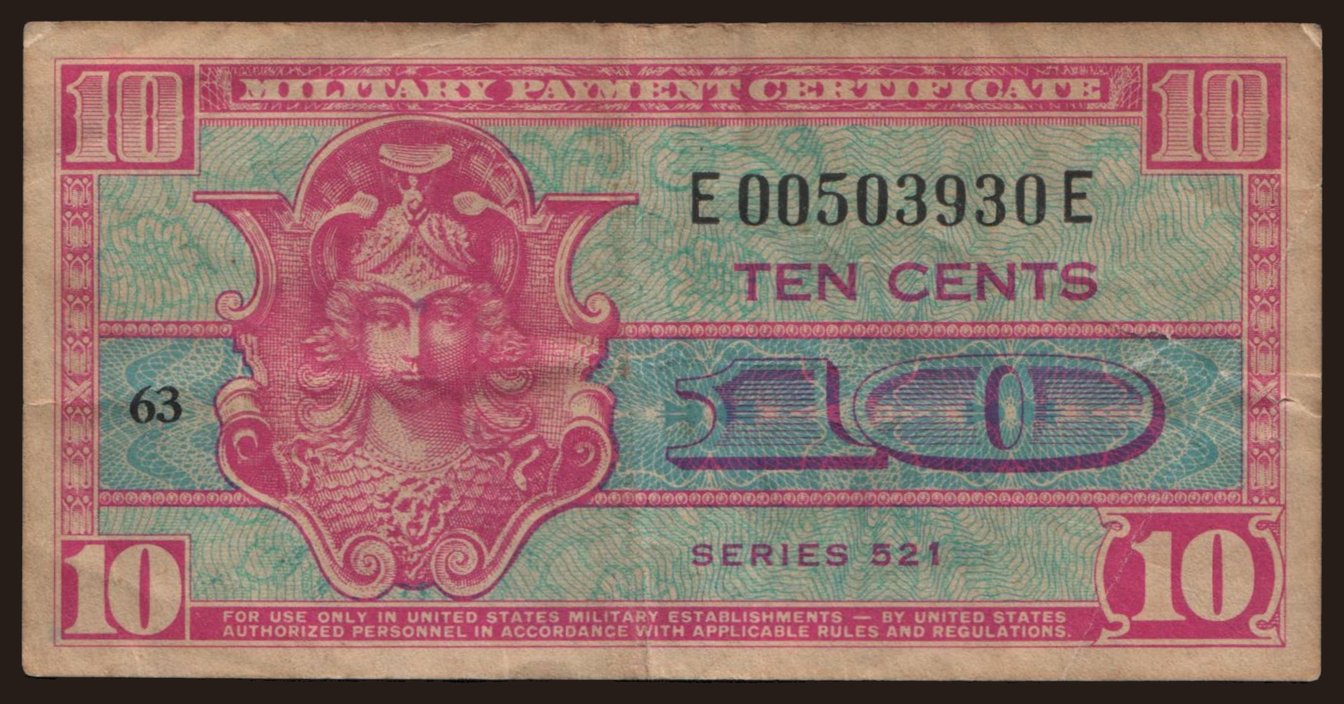 10 MILITARY PAYMENT CERTIFICATE 10
E00503930E
TEN CENTS
63
10
SERIES 521
10 10
FOR USE ONLY IN UNITED STATES MILITARY ESTABLISHMENTS — BY UNITED STATES
AUTHORIZED PERSONNEL IN ACCORDANCE WITH APPLICABLE RULES AND REGULATIONS.